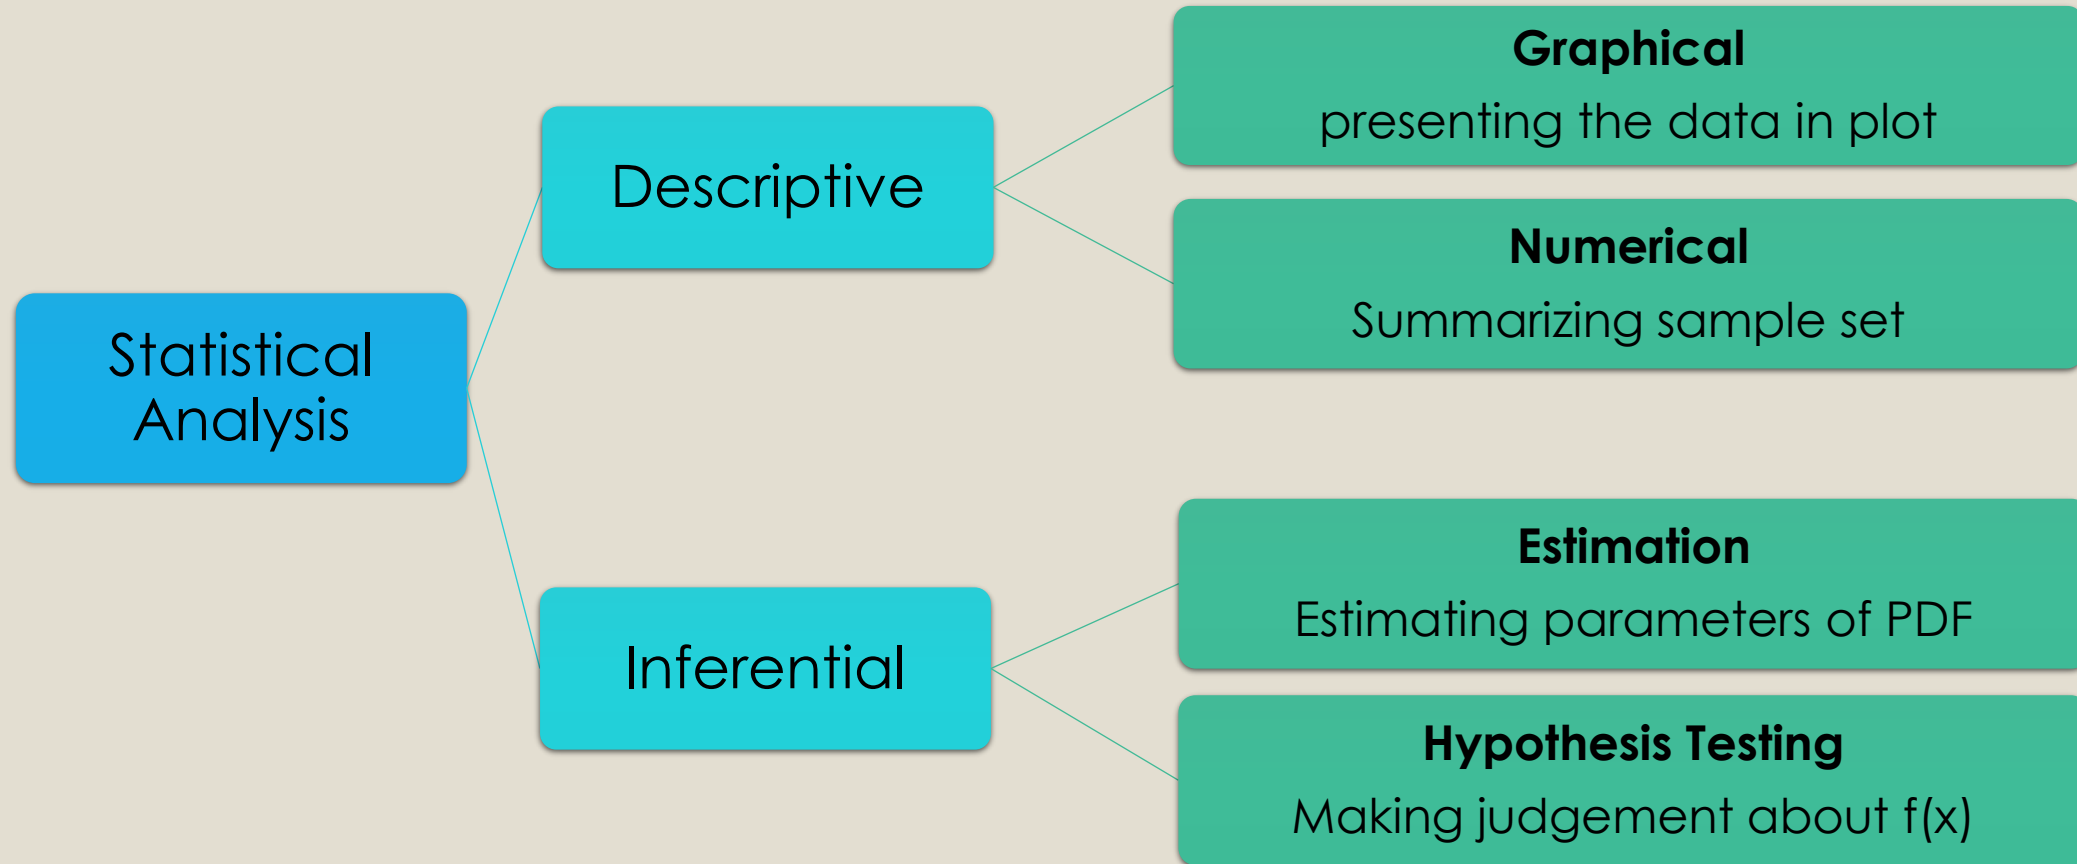 Statistical
Analysis
Descriptive
Graphical
presenting the data in plot
Numerical
Summarizing sample set
Inferential
Estimation
Estimating parameters of PDF
Hypothesis Testing
Making judgement about f(x)